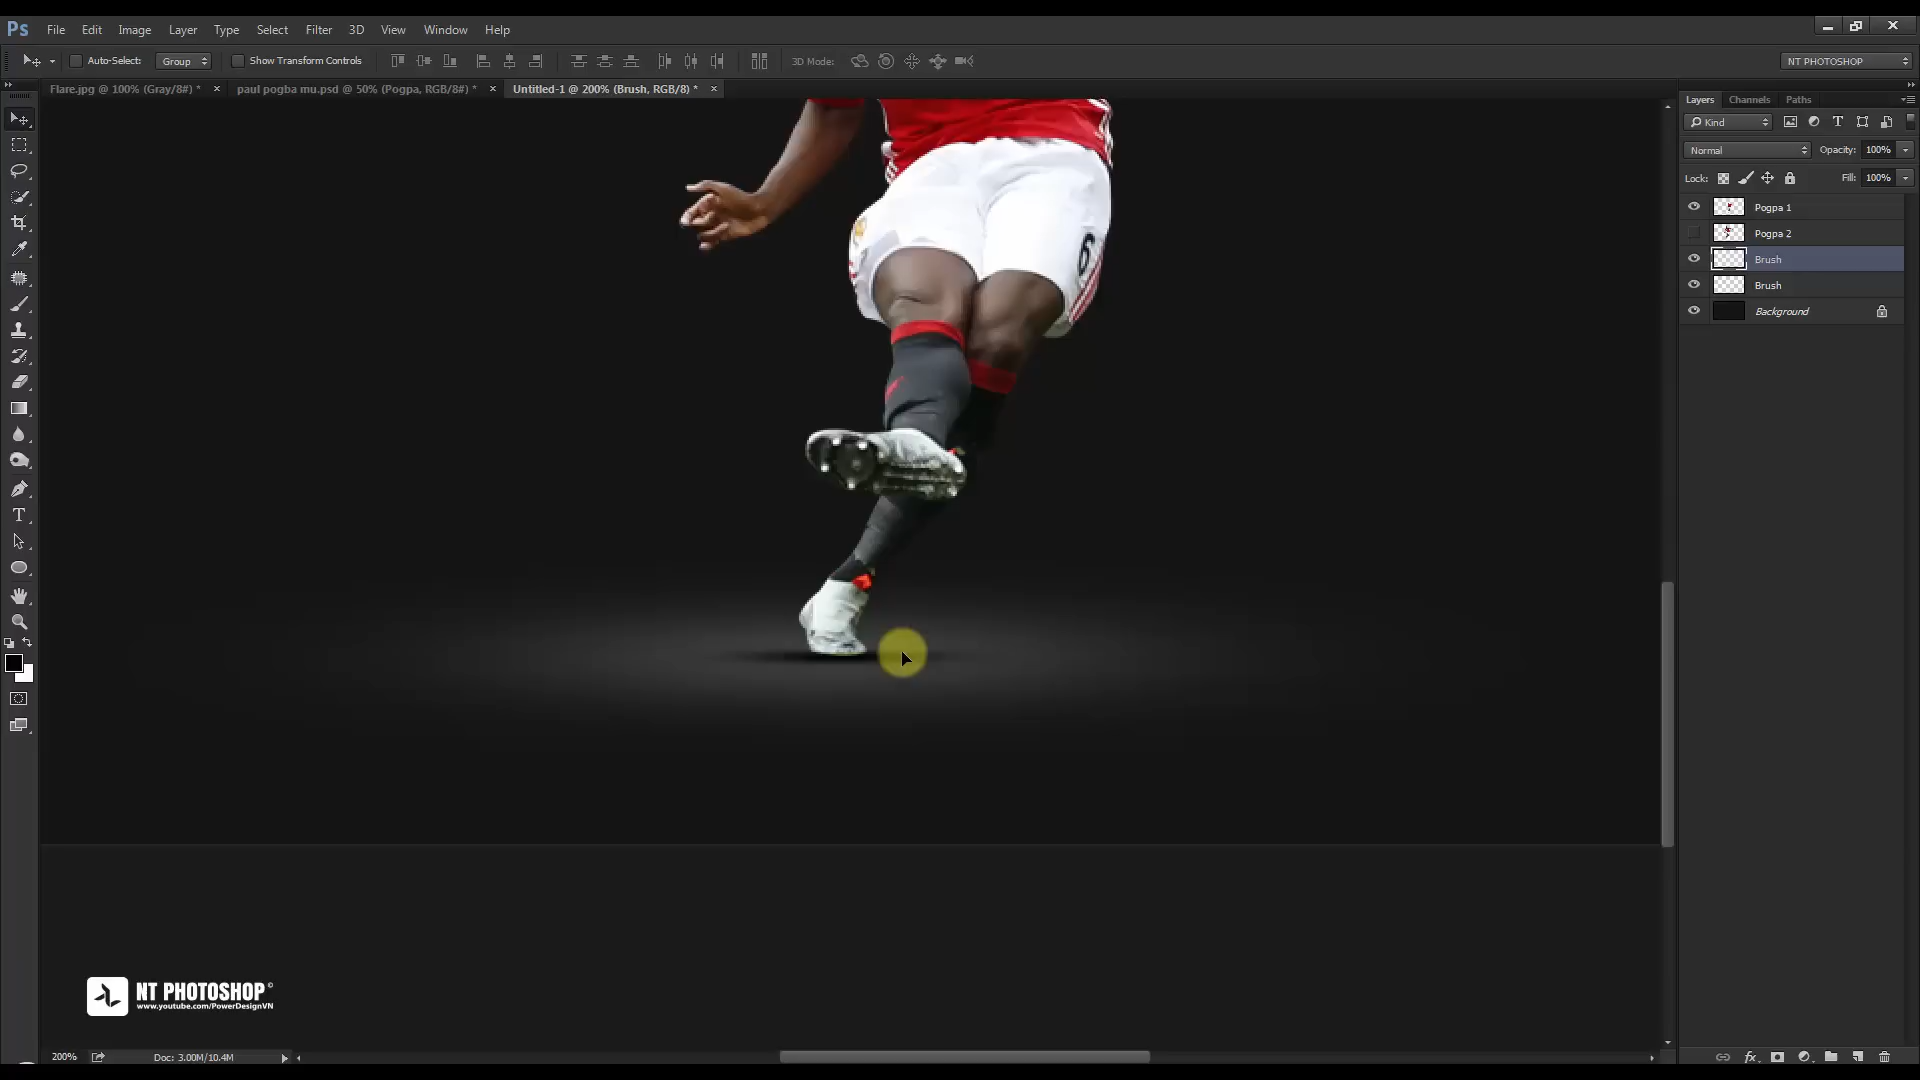 Ps File Edit Image Layer Type Select Filter 3D View Window Help
Auto-Select: Group Show Transform Controls 3D Mode: NT PHOTOSHOP
Flare.jpg @ 100% (Gray/8#) * × paul pogba mu.psd @ 50% (Pogpa, RGB/8#) * × Untitled-1 @ 200% (Brush, RGB/8) * ×
Layers Channels Paths
Kind
Normal Opacity: 100%
Lock: Fill: 100%
Pogpa 1
Pogpa 2
Brush
Brush
Background
6
NT PHOTOSHOP ©
www.youtube.com/PowerDesignVN
200% Doc: 3.00M/10.4M